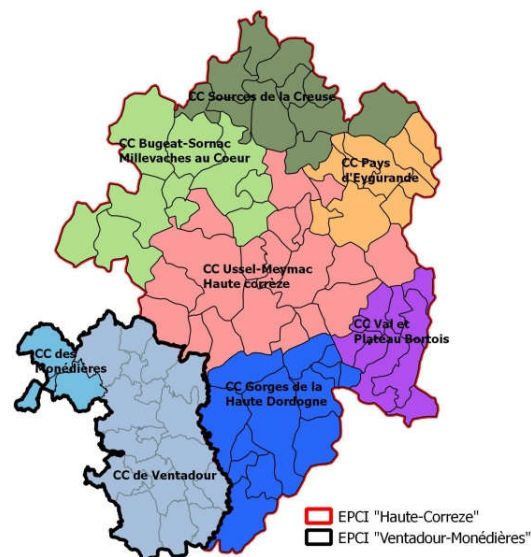 CC Sources de la Creuse
CC Bugeat-Sornac
Millevaches au Coeur
CC Pays
d'Eygurande
CC Ussel-Meymac
Haute correze
CC Val et
Plateau Bortois
CC des
Monédières
CC Gorges de la
Haute Dordogne
CC de Ventadour
EPCI "Haute-Correze"
EPCI "Ventadour-Monédières"